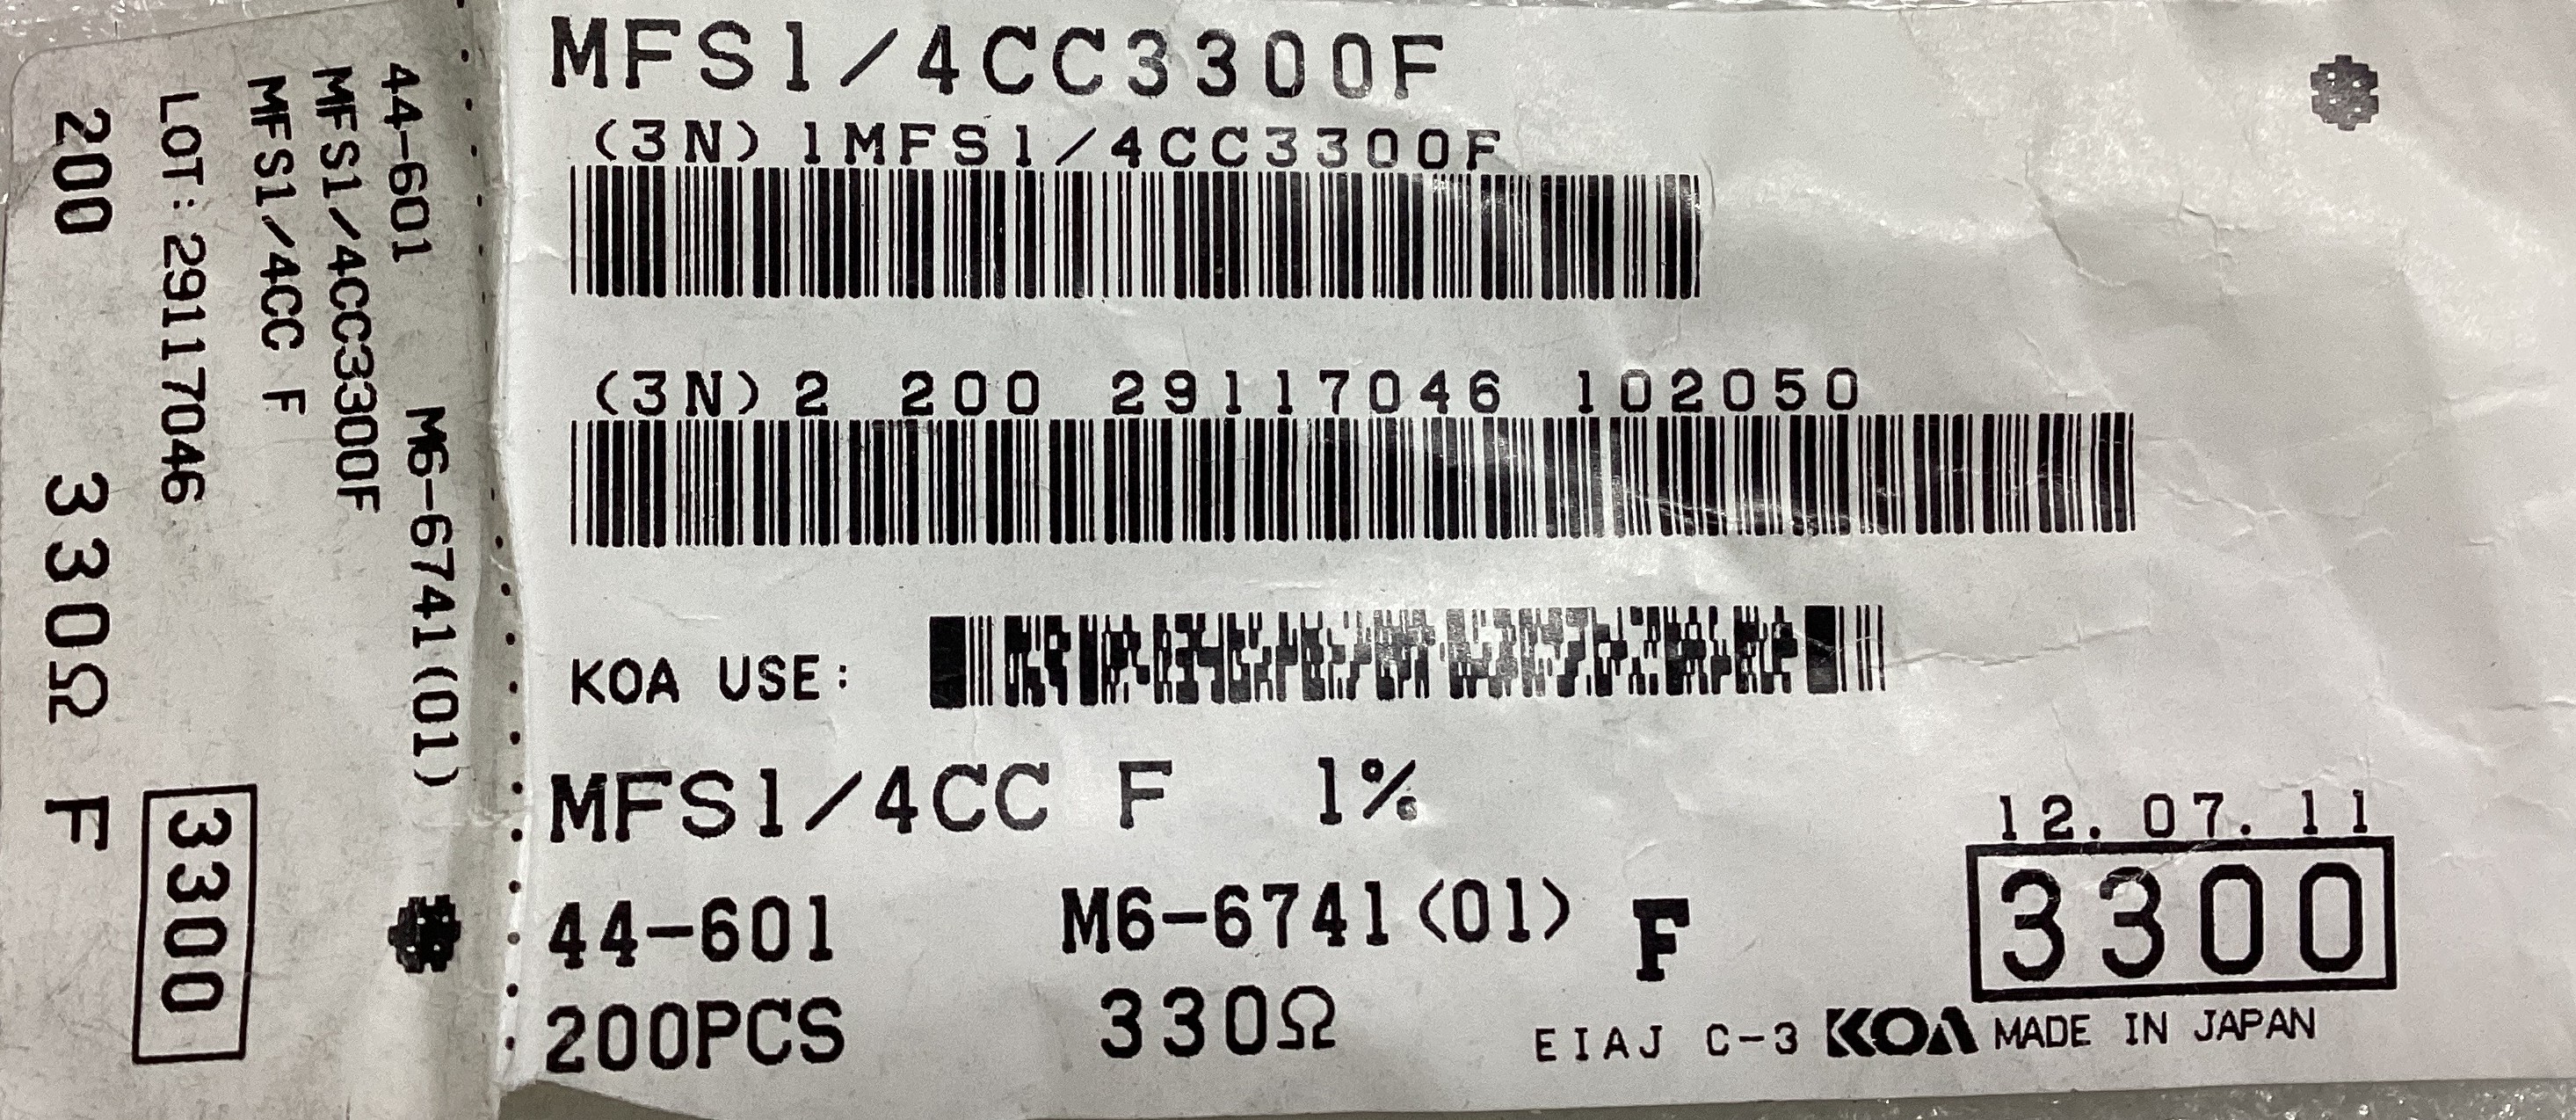 MFS1/4CC3300F
(3N)1MFS1/4CC3300F
(3N)2 200 29117046 102050
KOA USE:
MFS1/4CC F 1%
12.07.11
44-601 M6-6741(01) F 3300
200PCS 330Ω EIAJ C-3 KOA MADE IN JAPAN
44-601 M6-6741(01)
MFS1/4CC3300F
MFS1/4CC F
LOT:29117046 3300
200 330Ω F